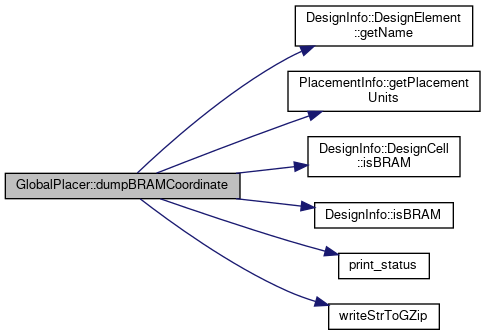 DesignInfo::DesignElement
::getName
PlacementInfo::getPlacement
Units
DesignInfo::DesignCell
::isBRAM
GlobalPlacer::dumpBRAMCoordinate
DesignInfo::isBRAM
print_status
writeStrToGZip